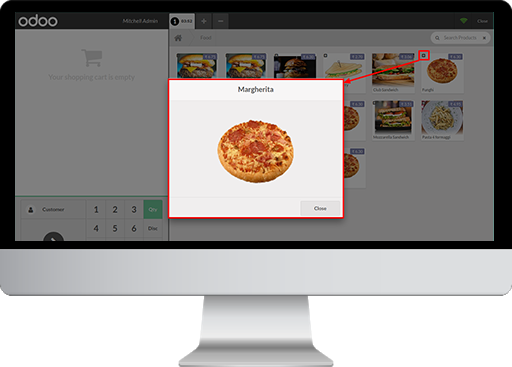 odoo
Mitchell Admin
1
+
−
Close
Floor
Search Products
Your shopping cart is empty
Club Sandwich
Funghi
Mozzarella Sandwich
Pasta 4 formaggi
Margherita
Close
Customer
1 2 3 Qty
4 5 6 Disc